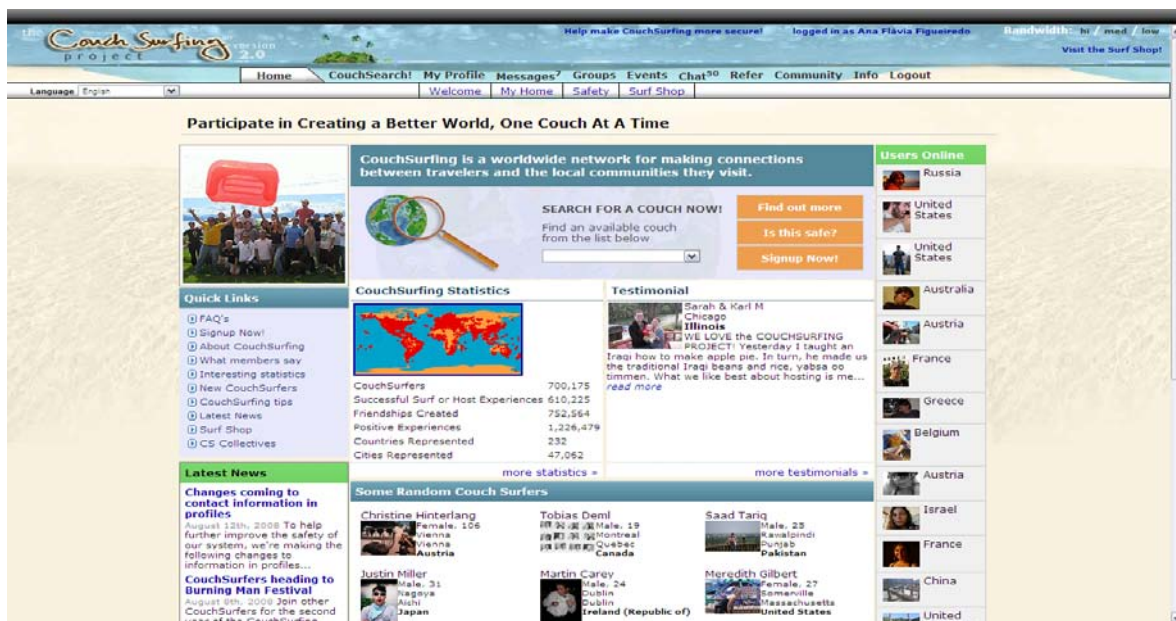 the Couch Surfing version
project 2.0
Help make CouchSurfing more secure!
logged in as Ana Flávia Figueiredo
Bandwidth: hi / med / low
Visit the Surf Shop!
Home CouchSearch! My Profile Messages7 Groups Events Chat50 Refer Community Info Logout
Language English
Welcome My Home Safety Surf Shop
Participate in Creating a Better World, One Couch At A Time
CouchSurfing is a worldwide network for making connections
between travelers and the local communities they visit.
SEARCH FOR A COUCH NOW!
Find an available couch
from the list below
Find out more
Is this safe?
Signup Now!
Quick Links
FAQ's
Signup Now!
About CouchSurfing
What members say
Interesting statistics
New CouchSurfers
CouchSurfing tips
Latest News
Surf Shop
CS Collectives
CouchSurfing Statistics
CouchSurfers 700,175
Successful Surf or Host Experiences 610,225
Friendships Created 752,564
Positive Experiences 1,226,479
Countries Represented 232
Cities Represented 47,062
more statistics »
Testimonial
Sarah & Karl M
Chicago
Illinois
WE LOVE the COUCHSURFING
PROJECT! Yesterday I taught an
Iraqi how to make apple pie. In turn, he made us
the traditional Iraqi beans and rice, yabsa oo
timmen. What we like best about hosting is me...
read more
more testimonials »
Latest News
Changes coming to
contact information in
profiles
August 12th, 2008 To help
further improve the safety of
our system, we're making the
following changes to
information in profiles...
CouchSurfers heading to
Burning Man Festival
August 8th, 2008 Join other
CouchSurfers for the second
year of the CouchSurfing
Some Random Couch Surfers
Christine Hinterlang
Female, 106
Vienna
Vienna
Austria
Tobias Deml
Male, 19
Montreal
Quebec
Canada
Saad Tariq
Male, 25
Rawalpindi
Punjab
Pakistan
Justin Miller
Male, 31
Nagoya
Aichi
Japan
Martin Carey
Male, 24
Dublin
Dublin
Ireland (Republic of)
Meredith Gilbert
Female, 27
Somerville
Massachusetts
United States
Users Online
Russia
United
States
United
States
Australia
Austria
France
Greece
Belgium
Austria
Israel
France
China
United